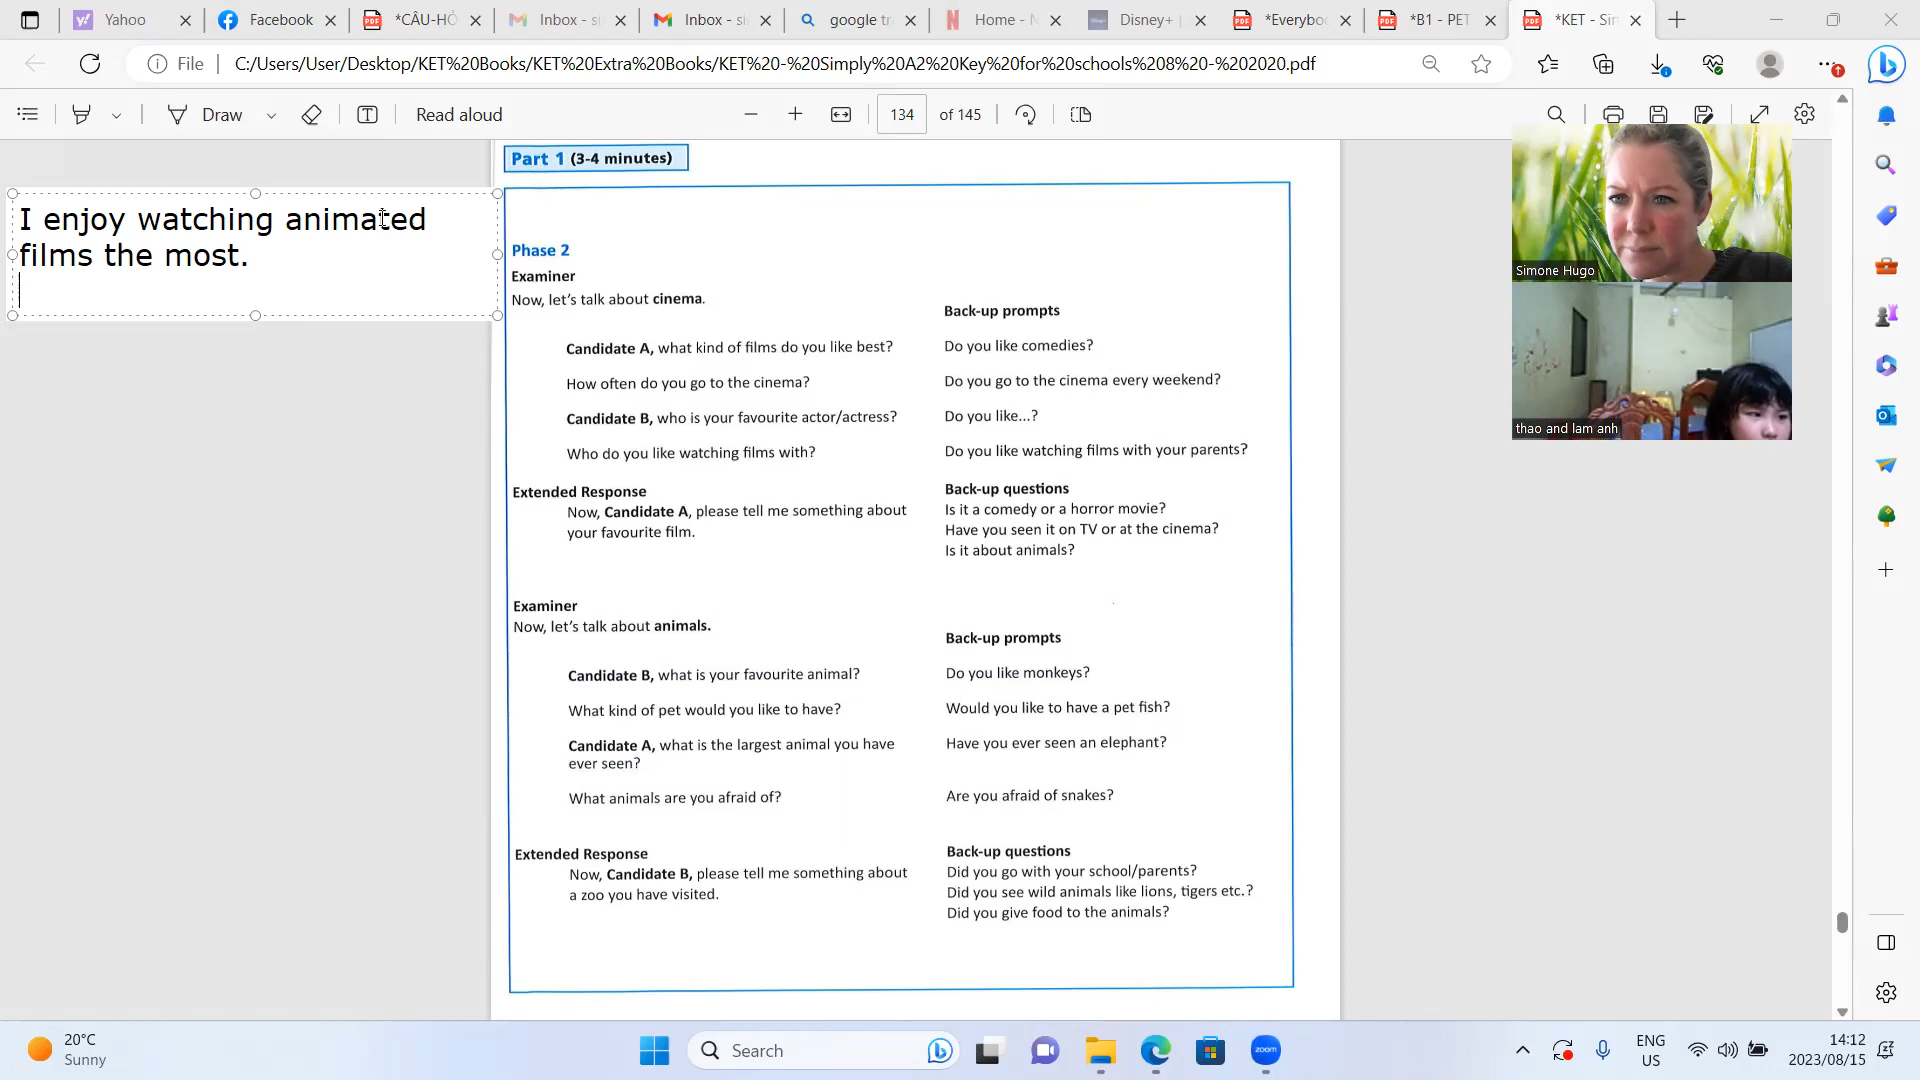 Yahoo
Facebook
*CÂU-HỎ
Inbox - si
Inbox - si
google tr
Home - N
Disney+ |
*Everybo
*B1 - PET
*KET - Sim
File
C:/Users/User/Desktop/KET%20Books/KET%20Extra%20Books/KET%20-%20Simply%20A2%20Key%20for%20schools%208%20-%202020.pdf
Draw
Read aloud
134
of 145
Part 1 (3-4 minutes)
I enjoy watching animated
films the most.
Phase 2
Examiner
Now, let's talk about cinema.
Back-up prompts
Candidate A, what kind of films do you like best?
Do you like comedies?
How often do you go to the cinema?
Do you go to the cinema every weekend?
Candidate B, who is your favourite actor/actress?
Do you like...?
Who do you like watching films with?
Do you like watching films with your parents?
Extended Response
Now, Candidate A, please tell me something about
your favourite film.
Back-up questions
Is it a comedy or a horror movie?
Have you seen it on TV or at the cinema?
Is it about animals?
Examiner
Now, let's talk about animals.
Back-up prompts
Candidate B, what is your favourite animal?
Do you like monkeys?
What kind of pet would you like to have?
Would you like to have a pet fish?
Candidate A, what is the largest animal you have
ever seen?
Have you ever seen an elephant?
What animals are you afraid of?
Are you afraid of snakes?
Extended Response
Now, Candidate B, please tell me something about
a zoo you have visited.
Back-up questions
Did you go with your school/parents?
Did you see wild animals like lions, tigers etc.?
Did you give food to the animals?
Simone Hugo
thao and lam anh
20°C
Sunny
Search
zoom
ENG
US
14:12
2023/08/15